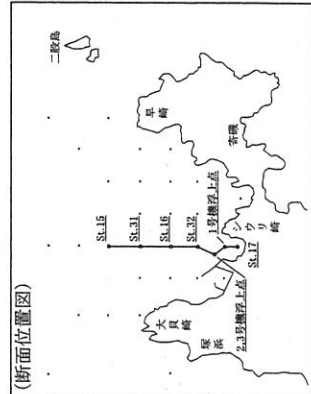 (断面位置図)
二股島
早崎
寄磯
St.15
St.31
St.16
St.32
1号機浮上点
シウリ崎
St.17
2,3号機浮上点
大貝崎
塚浜